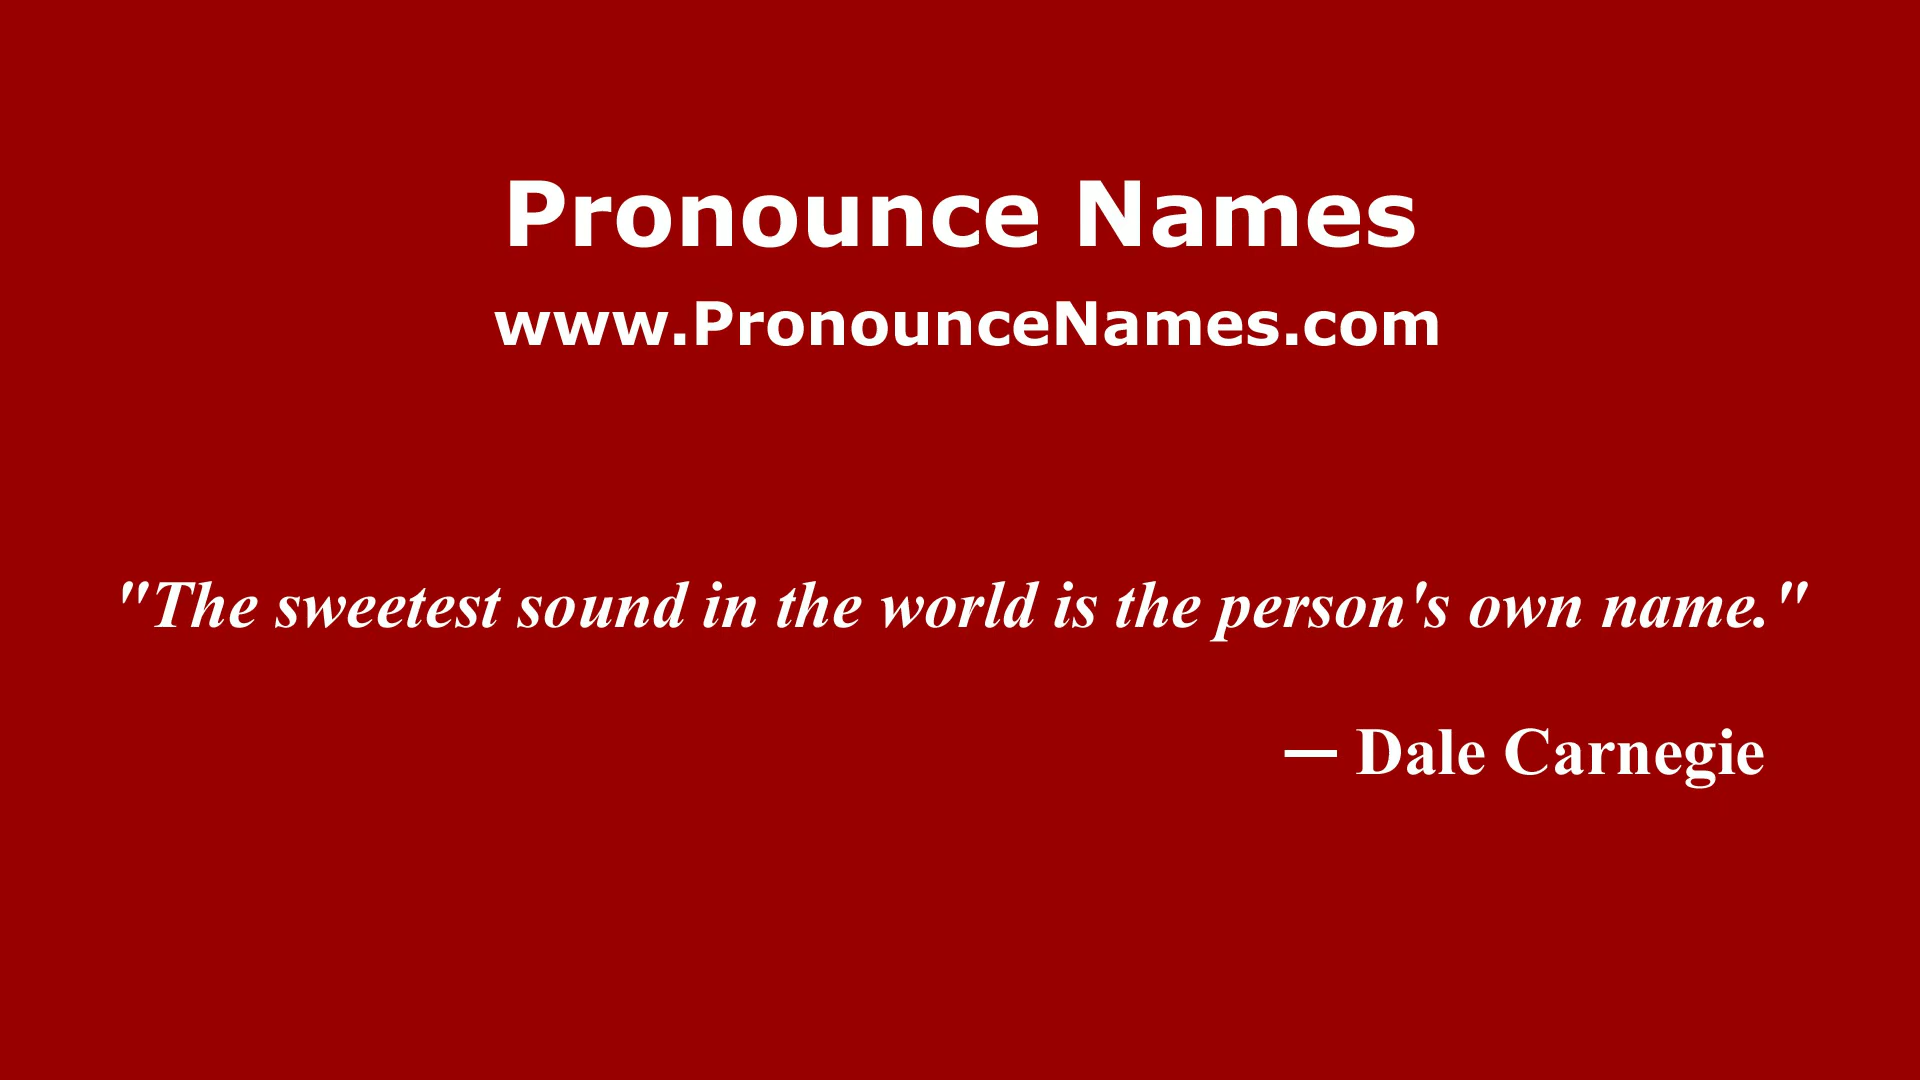 Pronounce Names
www.PronounceNames.com
"The sweetest sound in the world is the person's own name."
— Dale Carnegie